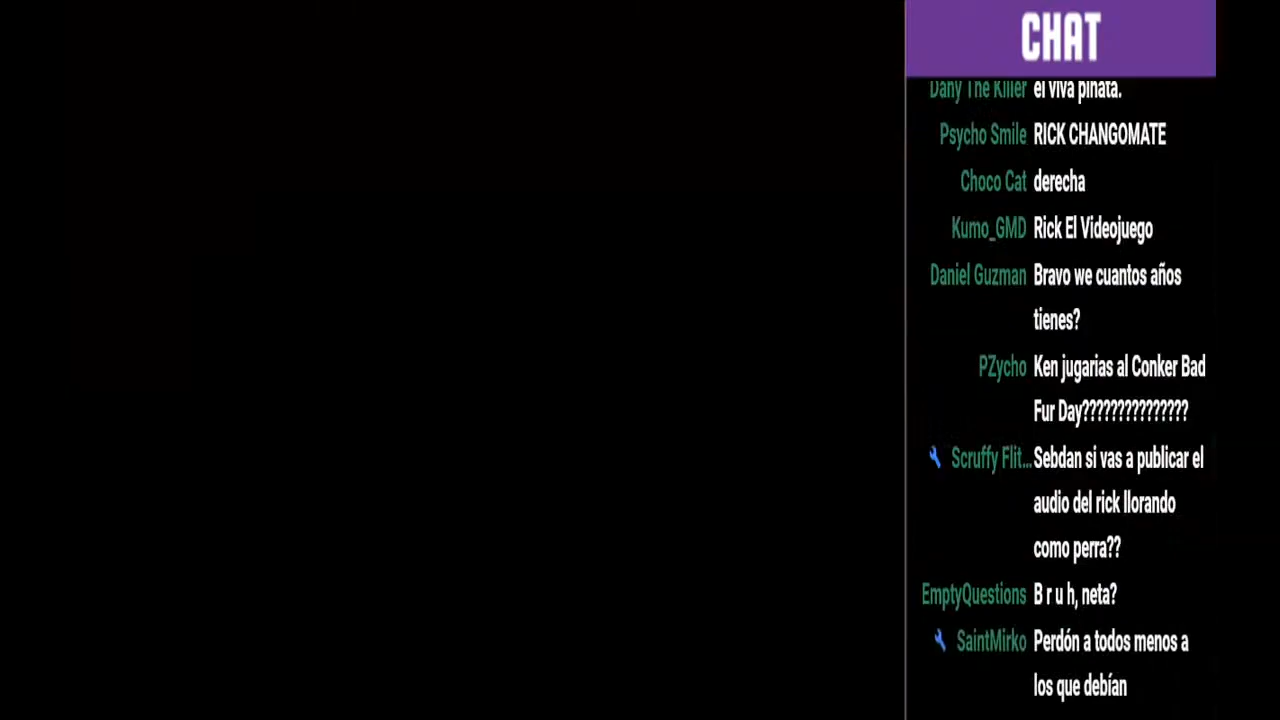 CHAT
Dany The Killer el viva pinata.
Psycho Smile RICK CHANGOMATE
Choco Cat derecha
Kumo_GMD Rick El Videojuego
Daniel Guzman Bravo we cuantos años
tienes?
PZycho Ken jugarias al Conker Bad
Fur Day???????????????
Scruffy Flit... Sebdan si vas a publicar el
audio del rick llorando
como perra??
EmptyQuestions B r u h, neta?
SaintMirko Perdón a todos menos a
los que debían